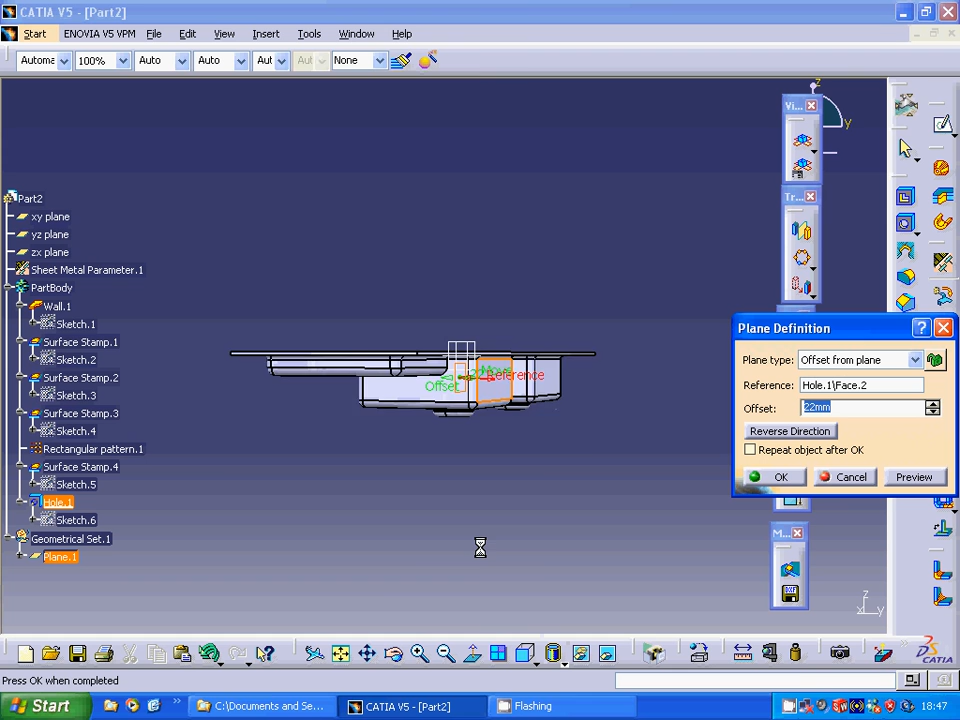 CATIA V5 - [Part2]
Start ENOVIA V5 VPM File Edit View Insert Tools Window Help
Automa 100% Auto Auto Aut Aut None
z
Vi...
y
Tr...
Part2
xy plane
yz plane
zx plane
Sheet Metal Parameter.1
PartBody
Wall.1
Sketch.1
Surface Stamp.1
Sketch.2
Surface Stamp.2
Sketch.3
Surface Stamp.3
Sketch.4
Rectangular pattern.1
Surface Stamp.4
Sketch.5
Hole.1
Sketch.6
Geometrical Set.1
Plane.1
Offset
Move
Reference
Plane Definition
Plane type: Offset from plane
Reference: Hole.1\Face.2
Offset: 22mm
Reverse Direction
Repeat object after OK
OK Cancel Preview
M...
z
x y
DS CATIA
Press OK when completed
Start C:\Documents and Se... CATIA V5 - [Part2] Flashing 18:47